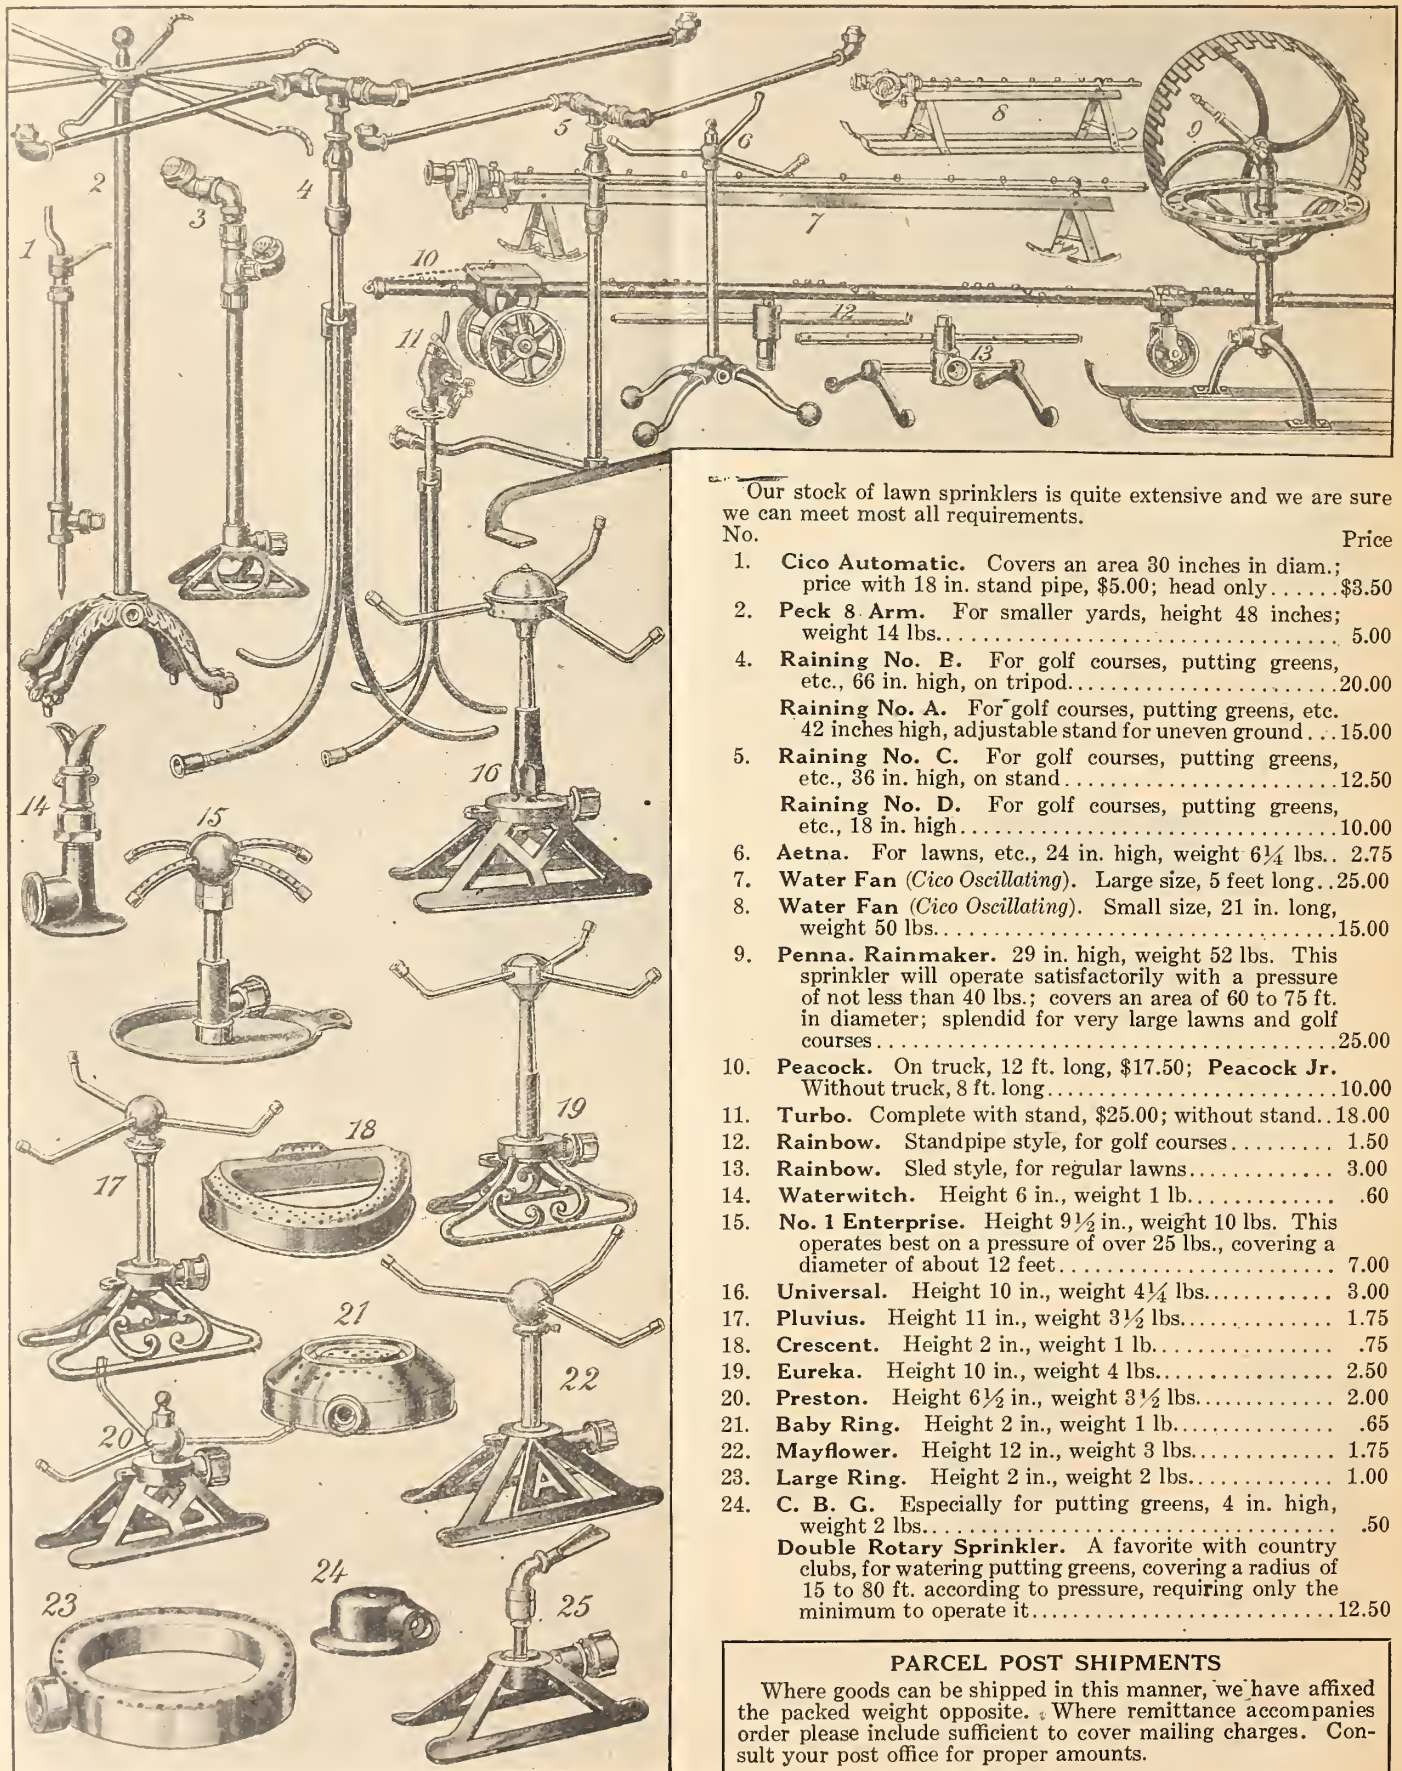 1
2
3
4
5
6
7
8
9
10
11
12
13
14
15
16
17
18
19
20
21
22
A
23
24
25
Our stock of lawn sprinklers is quite extensive and we are sure
we can meet most all requirements.
No. Price
1. Cico Automatic. Covers an area 30 inches in diam.;
price with 18 in. stand pipe, $5.00; head only......$3.50
2. Peck 8 Arm. For smaller yards, height 48 inches;
weight 14 lbs.................................... 5.00
4. Raining No. B. For golf courses, putting greens,
etc., 66 in. high, on tripod........................20.00
Raining No. A. For golf courses, putting greens, etc.
42 inches high, adjustable stand for uneven ground...15.00
5. Raining No. C. For golf courses, putting greens,
etc., 36 in. high, on stand........................12.50
Raining No. D. For golf courses, putting greens,
etc., 18 in. high.................................10.00
6. Aetna. For lawns, etc., 24 in. high, weight 6¼ lbs.. 2.75
7. Water Fan (Cico Oscillating). Large size, 5 feet long..25.00
8. Water Fan (Cico Oscillating). Small size, 21 in. long,
weight 50 lbs....................................15.00
9. Penna. Rainmaker. 29 in. high, weight 52 lbs. This
sprinkler will operate satisfactorily with a pressure
of not less than 40 lbs.; covers an area of 60 to 75 ft.
in diameter; splendid for very large lawns and golf
courses.........................................25.00
10. Peacock. On truck, 12 ft. long, $17.50; Peacock Jr.
Without truck, 8 ft. long..........................10.00
11. Turbo. Complete with stand, $25.00; without stand..18.00
12. Rainbow. Standpipe style, for golf courses......... 1.50
13. Rainbow. Sled style, for regular lawns............. 3.00
14. Waterwitch. Height 6 in., weight 1 lb............. .60
15. No. 1 Enterprise. Height 9½ in., weight 10 lbs. This
operates best on a pressure of over 25 lbs., covering a
diameter of about 12 feet......................... 7.00
16. Universal. Height 10 in., weight 4¼ lbs............ 3.00
17. Pluvius. Height 11 in., weight 3½ lbs.............. 1.75
18. Crescent. Height 2 in., weight 1 lb................ .75
19. Eureka. Height 10 in., weight 4 lbs................ 2.50
20. Preston. Height 6½ in., weight 3½ lbs............. 2.00
21. Baby Ring. Height 2 in., weight 1 lb............... .65
22. Mayflower. Height 12 in., weight 3 lbs............. 1.75
23. Large Ring. Height 2 in., weight 2 lbs............. 1.00
24. C. B. G. Especially for putting greens, 4 in. high,
weight 2 lbs..................................... .50
Double Rotary Sprinkler. A favorite with country
clubs, for watering putting greens, covering a radius of
15 to 80 ft. according to pressure, requiring only the
minimum to operate it............................12.50
PARCEL POST SHIPMENTS
Where goods can be shipped in this manner, we have affixed
the packed weight opposite. Where remittance accompanies
order please include sufficient to cover mailing charges. Con-
sult your post office for proper amounts.